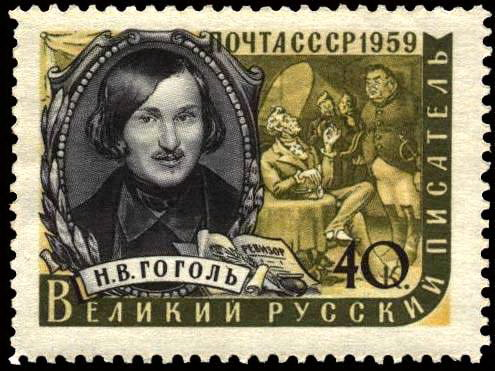 ПОЧТА СССР 1959
РЕВИЗОР
Н.В.ГОГОЛЬ
40К.
ВЕЛИКИЙ РУССКИЙ ПИСАТЕЛЬ